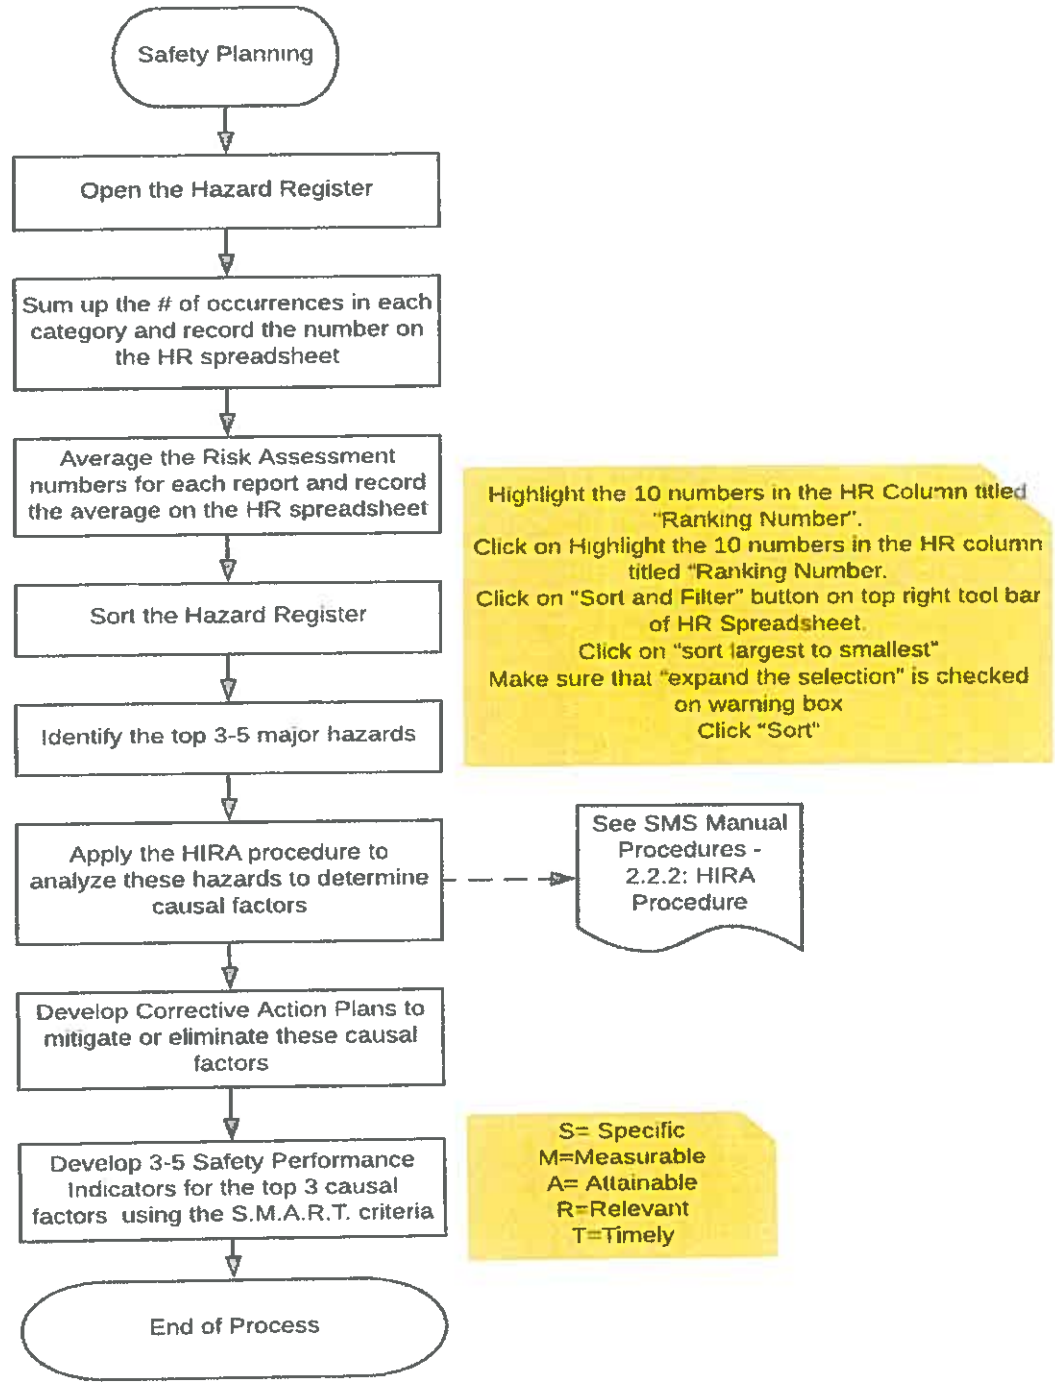 Safety Planning
Open the Hazard Register
Sum up the # of occurrences in each
category and record the number on
the HR spreadsheet
Average the Risk Assessment
numbers for each report and record
the average on the HR spreadsheet
Sort the Hazard Register
Highlight the 10 numbers in the HR Column titled
"Ranking Number".
Click on Highlight the 10 numbers in the HR column
titled "Ranking Number.
Click on "Sort and Filter" button on top right tool bar
of HR Spreadsheet.
Click on "sort largest to smallest"
Make sure that "expand the selection" is checked
on warning box
Click "Sort"
Identify the top 3-5 major hazards
Apply the HIRA procedure to
analyze these hazards to determine
causal factors
See SMS Manual
Procedures -
2.2.2: HIRA
Procedure
Develop Corrective Action Plans to
mitigate or eliminate these causal
factors
Develop 3-5 Safety Performance
Indicators for the top 3 causal
factors using the S.M.A.R.T. criteria
S= Specific
M=Measurable
A= Attainable
R=Relevant
T=Timely
End of Process